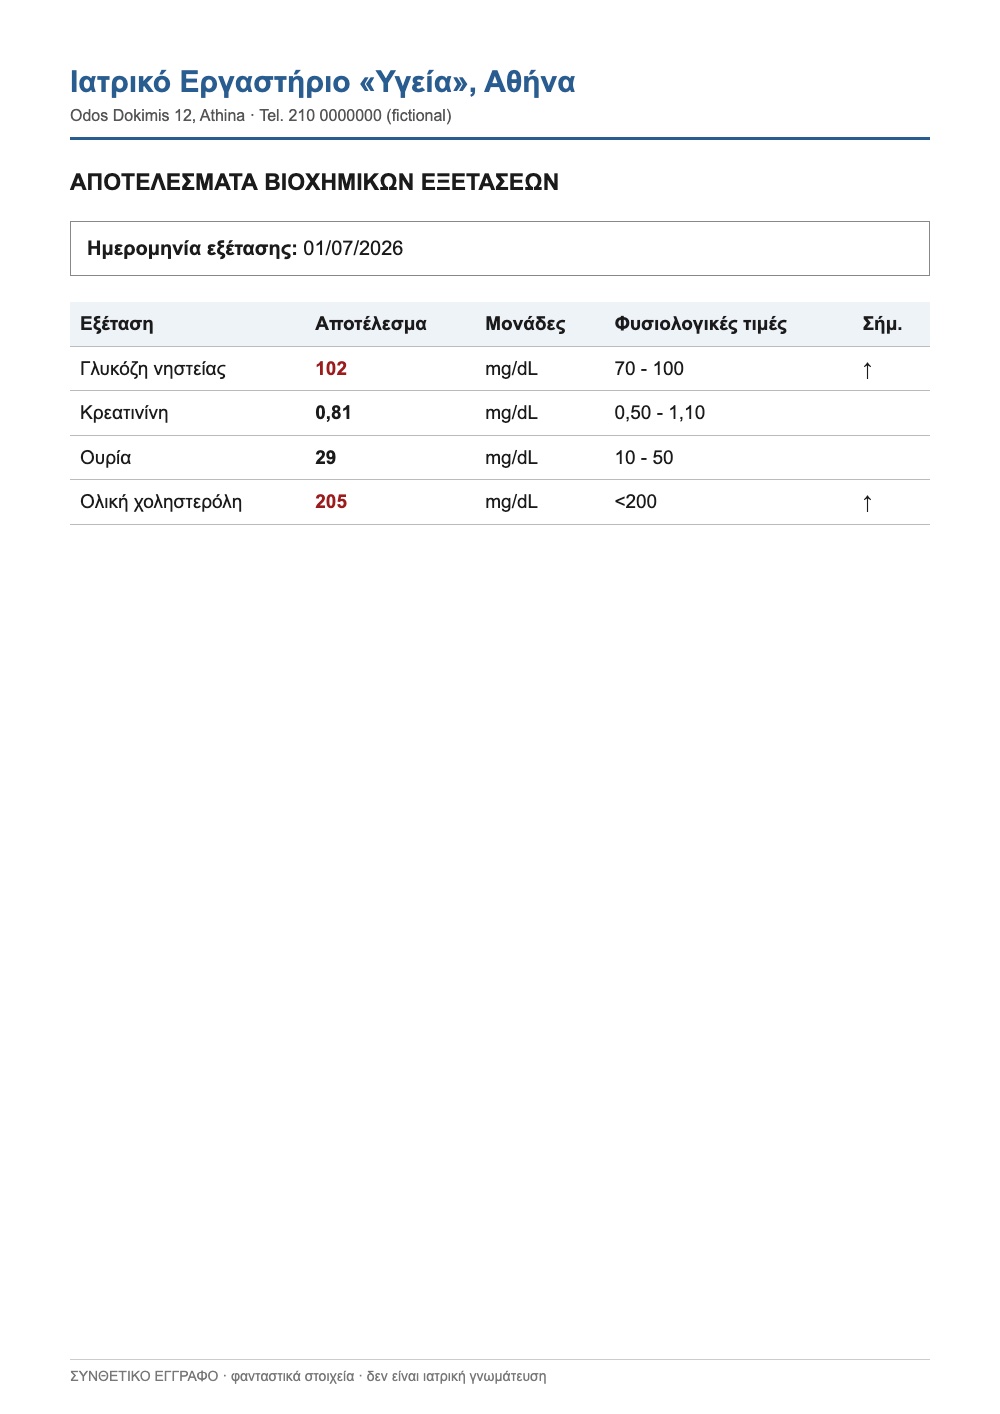 Ιατρικό Εργαστήριο «Υγεία», Αθήνα
Odos Dokimis 12, Athina · Tel. 210 0000000 (fictional)
ΑΠΟΤΕΛΕΣΜΑΤΑ ΒΙΟΧΗΜΙΚΩΝ ΕΞΕΤΑΣΕΩΝ
Ημερομηνία εξέτασης: 01/07/2026
Εξέταση Αποτέλεσμα Μονάδες Φυσιολογικές τιμές Σήμ.
Γλυκόζη νηστείας 102 mg/dL 70 - 100 ↑
Κρεατινίνη 0,81 mg/dL 0,50 - 1,10
Ουρία 29 mg/dL 10 - 50
Ολική χοληστερόλη 205 mg/dL <200 ↑
ΣΥΝΘΕΤΙΚΟ ΕΓΓΡΑΦΟ · φανταστικά στοιχεία · δεν είναι ιατρική γνωμάτευση